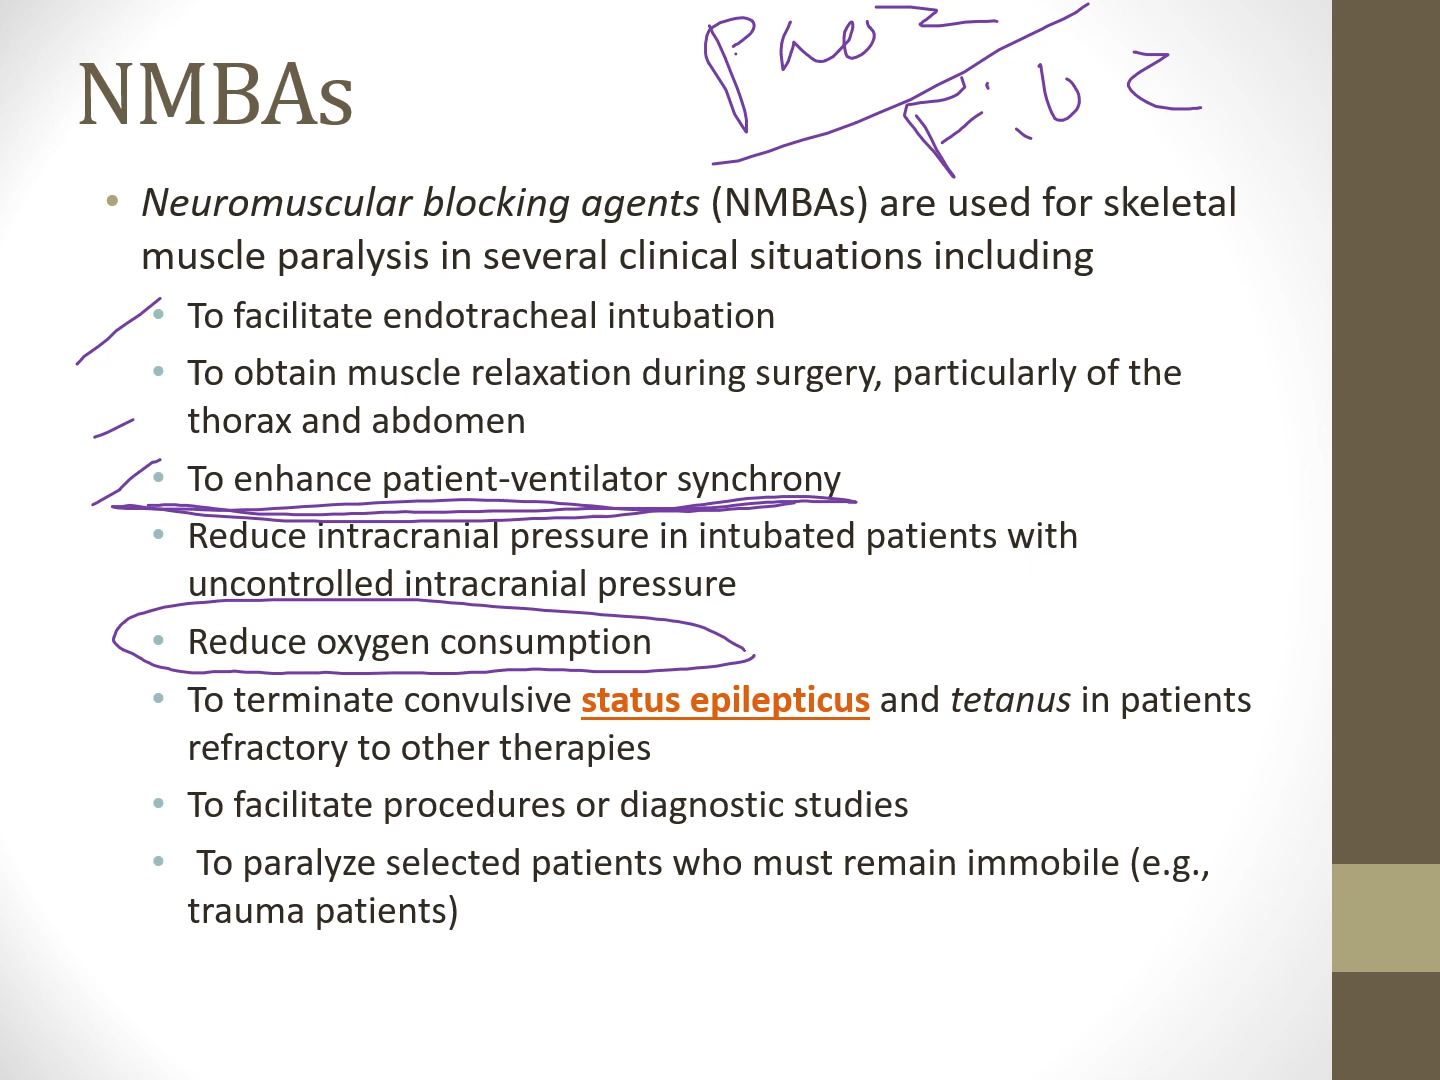 NMBAs
PaO2
FiO2
Neuromuscular blocking agents (NMBAs) are used for skeletal
muscle paralysis in several clinical situations including
To facilitate endotracheal intubation
To obtain muscle relaxation during surgery, particularly of the
thorax and abdomen
To enhance patient-ventilator synchrony
Reduce intracranial pressure in intubated patients with
uncontrolled intracranial pressure
Reduce oxygen consumption
To terminate convulsive status epilepticus and tetanus in patients
refractory to other therapies
To facilitate procedures or diagnostic studies
To paralyze selected patients who must remain immobile (e.g.,
trauma patients)